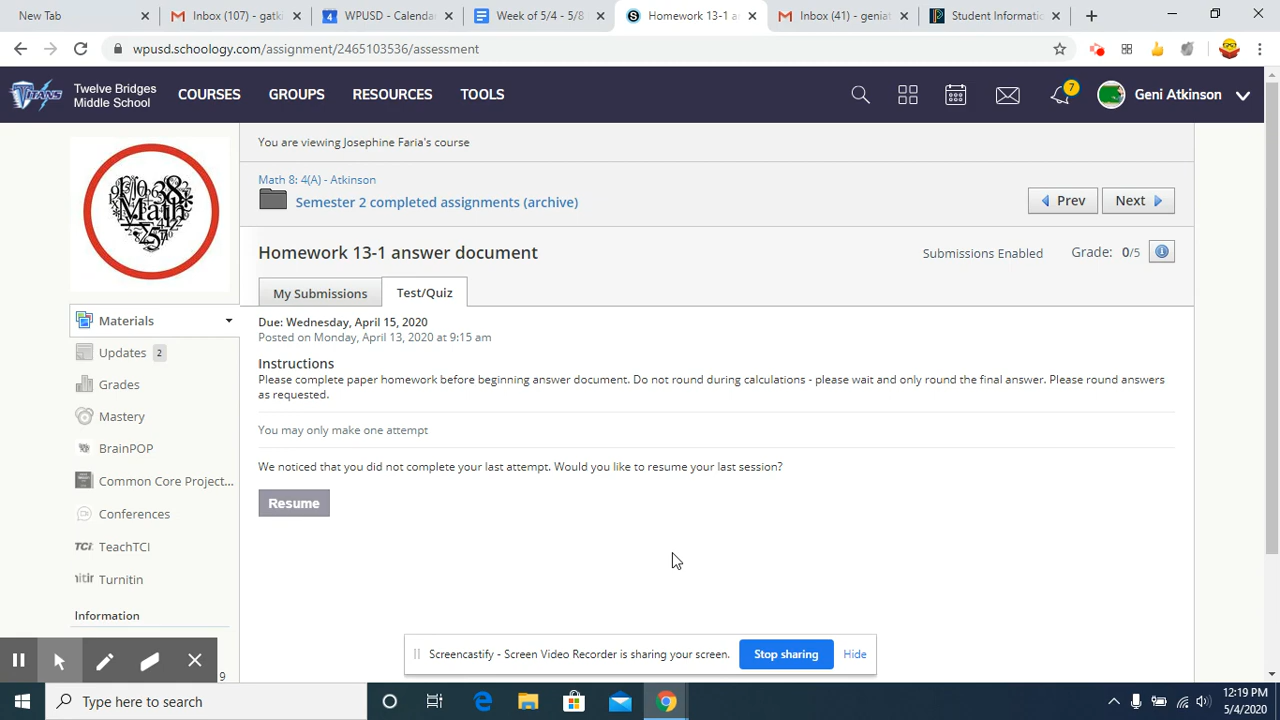 New Tab
Inbox (107) - gatki
WPUSD - Calenda
Week of 5/4 - 5/8
Homework 13-1 a
Inbox (41) - geniat
Student Informati
wpusd.schoology.com/assignment/2465103536/assessment
TITANS
Twelve Bridges
Middle School
COURSES
GROUPS
RESOURCES
TOOLS
7
Geni Atkinson
You are viewing Josephine Faria's course
Math 8: 4(A) - Atkinson
Semester 2 completed assignments (archive)
Prev
Next
Math
Homework 13-1 answer document
Submissions Enabled
Grade: 0/5
My Submissions
Test/Quiz
Materials
Updates 2
Grades
Mastery
BrainPOP
Common Core Project...
Conferences
TCi TeachTCI
rnitin Turnitin
Information
Due: Wednesday, April 15, 2020
Posted on Monday, April 13, 2020 at 9:15 am
Instructions
Please complete paper homework before beginning answer document. Do not round during calculations - please wait and only round the final answer. Please round answers
as requested.
You may only make one attempt
We noticed that you did not complete your last attempt. Would you like to resume your last session?
Resume
Screencastify - Screen Video Recorder is sharing your screen.
Stop sharing
Hide
9
Type here to search
12:19 PM
5/4/2020